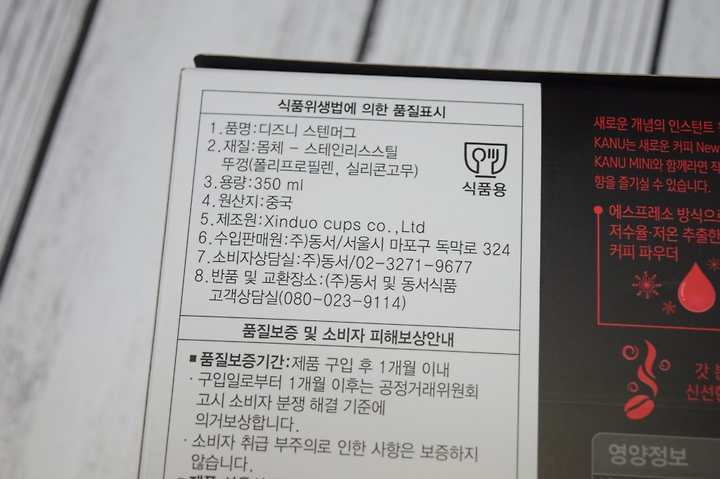 식품위생법에 의한 품질표시
1.품명:디즈니 스텐머그
2.재질:몸체 – 스테인리스스틸
뚜껑(폴리프로필렌, 실리콘고무)
3.용량:350 ml
4.원산지:중국
5.제조원:Xinduo cups co.,Ltd
6.수입판매원:주)동서/서울시 마포구 독막로 324
7.소비자상담실:주)동서/02-3271-9677
8.반품 및 교환장소:(주)동서 및 동서식품
고객상담실(080-023-9114)
식품용
품질보증 및 소비자 피해보상안내
■품질보증기간:제품 구입 후 1개월 이내
· 구입일로부터 1개월 이후는 공정거래위원회
고시 소비자 분쟁 해결 기준에
의거보상합니다.
· 소비자 취급 부주의로 인한 사항은 보증하지
않습니다.
새로운 개념의 인스턴트
KANU는 새로운 커피 New
KANU MINI와 함께라면
향을 즐기실 수 있습니다.
에스프레소 방식으로
저수율·저온 추출한
커피 파우더
갓
신선한
영양정보